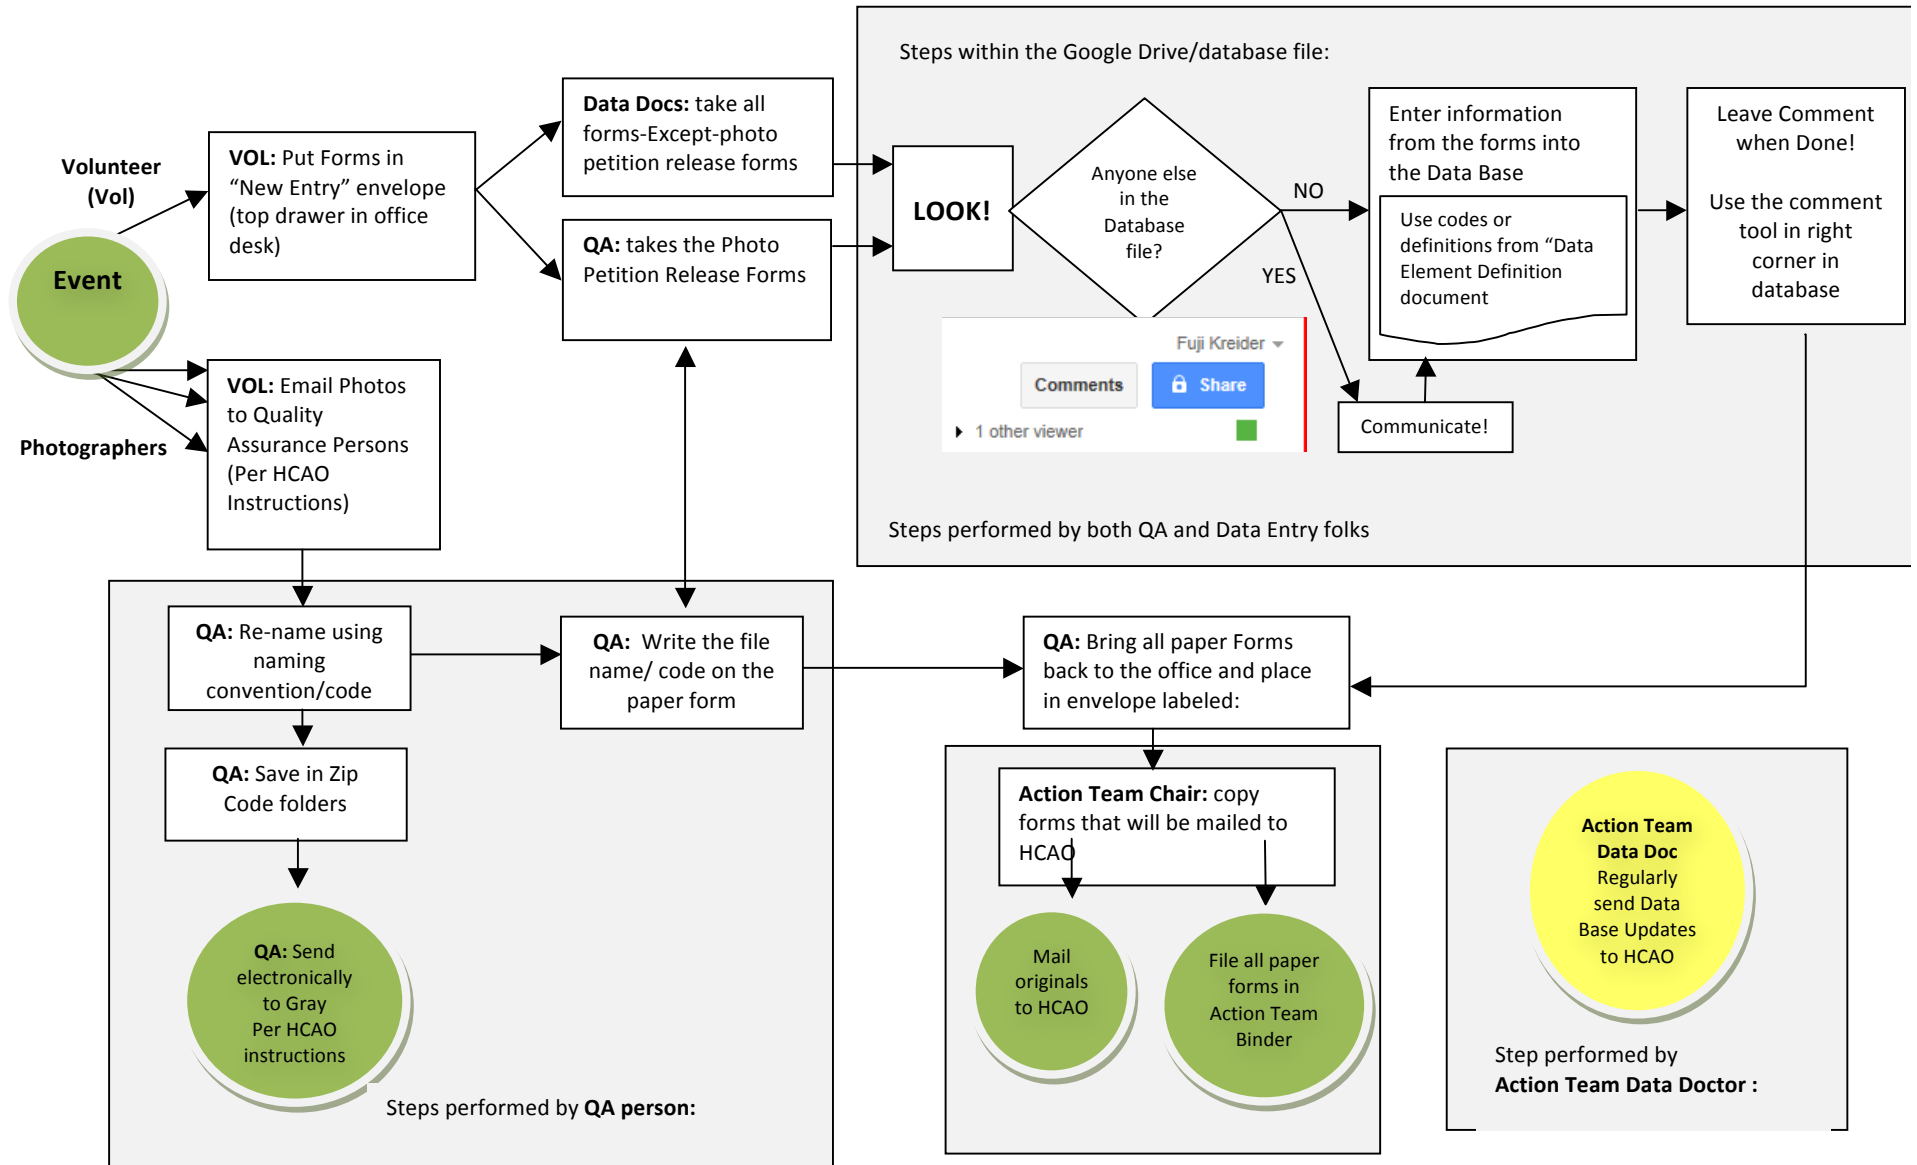 Steps within the Google Drive/database file:
Volunteer
(Vol)
Event
Photographers
VOL: Put Forms in
“New Entry” envelope
(top drawer in office
desk)
Data Docs: take all
forms-Except-photo
petition release forms
QA: takes the Photo
Petition Release Forms
LOOK!
Anyone else
in the
Database
file?
NO
YES
Enter information
from the forms into
the Data Base
Use codes or
definitions from “Data
Element Definition
document
Leave Comment
when Done!
Use the comment
tool in right
corner in
database
Fuji Kreider
Comments
Share
1 other viewer
Communicate!
Steps performed by both QA and Data Entry folks
VOL: Email Photos
to Quality
Assurance Persons
(Per HCAO
Instructions)
QA: Re-name using
naming
convention/code
QA: Write the file
name/ code on the
paper form
QA: Bring all paper Forms
back to the office and place
in envelope labeled:
QA: Save in Zip
Code folders
QA: Send
electronically
to Gray
Per HCAO
instructions
Steps performed by QA person:
Action Team Chair: copy
forms that will be mailed to
HCAO
Mail
originals
to HCAO
File all paper
forms in
Action Team
Binder
Action Team
Data Doc
Regularly
send Data
Base Updates
to HCAO
Step performed by
Action Team Data Doctor :